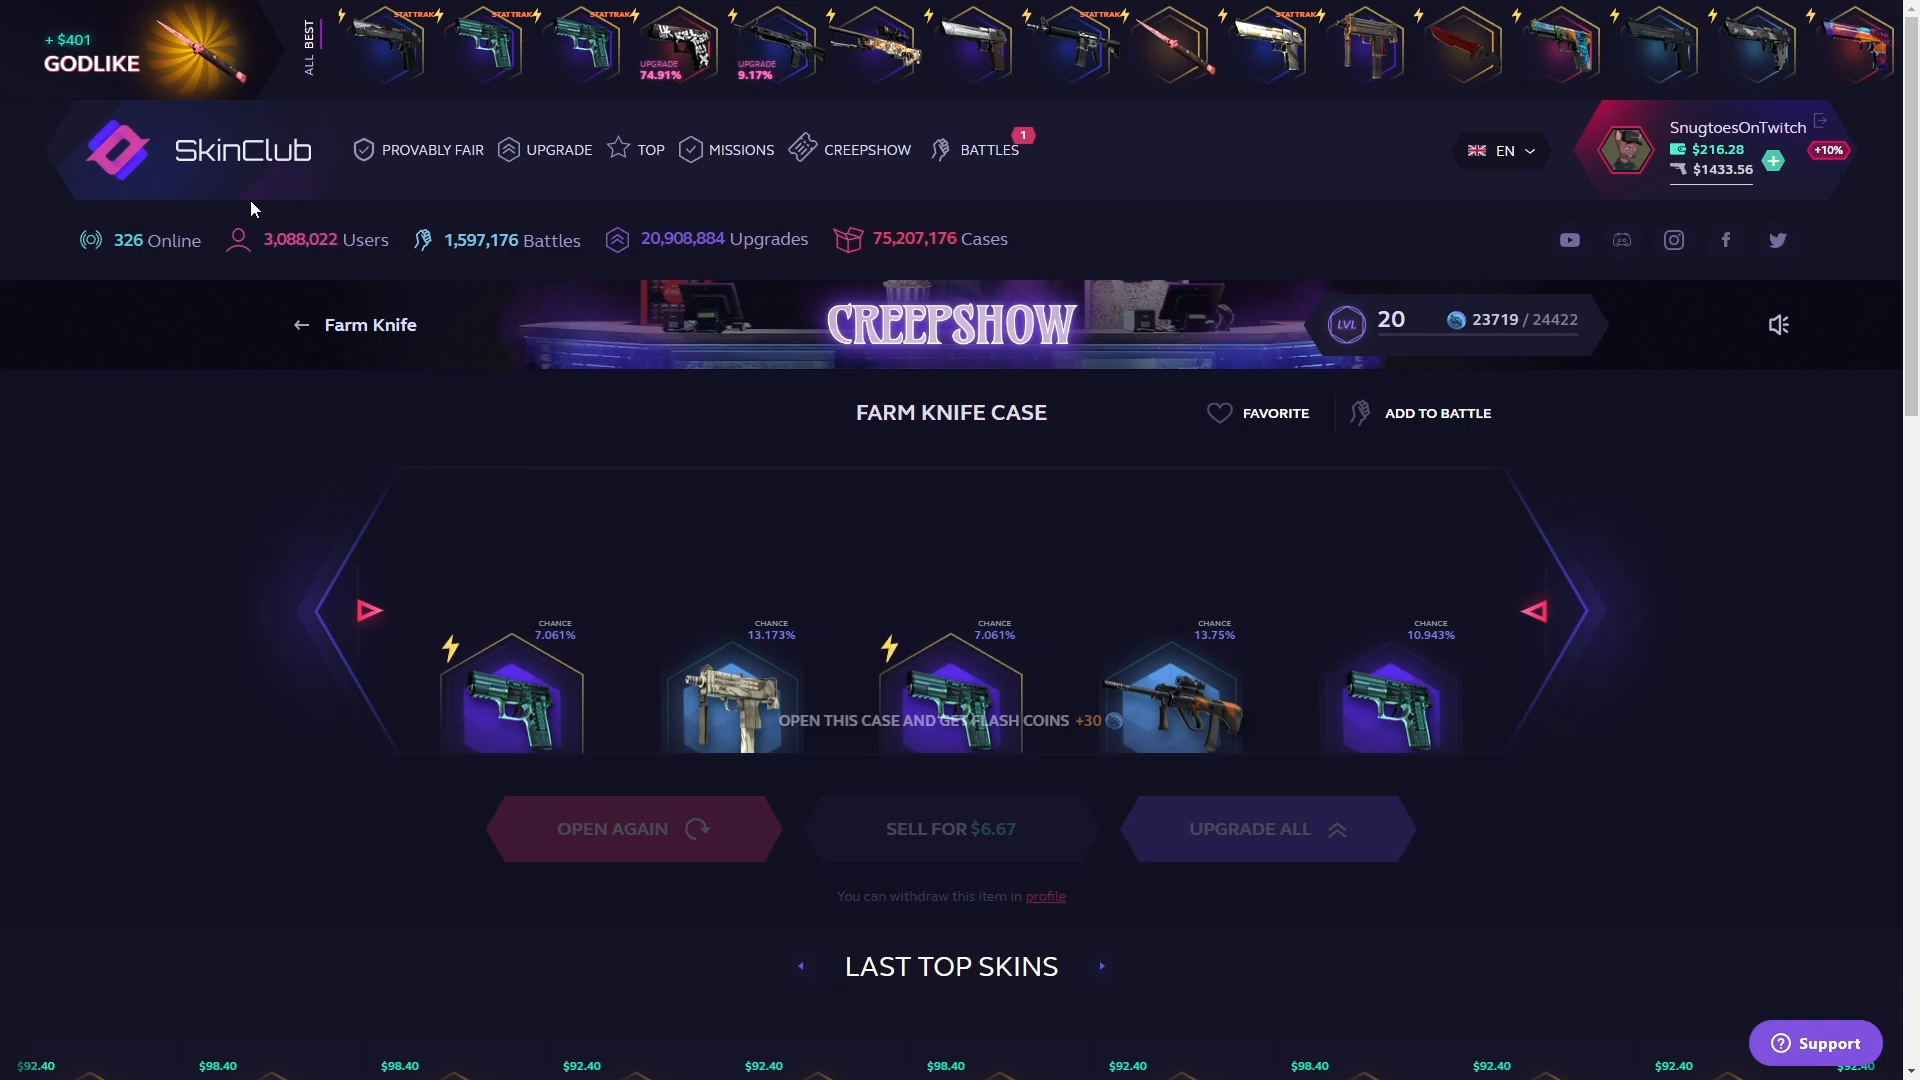 + $401
GODLIKE
ALL BEST
STATTRAK
STATTRAK
STATTRAK
UPGRADE
74.91%
UPGRADE
9.17%
STATTRAK
STATTRAK
SKINCLUB
PROVABLY FAIR
UPGRADE
TOP
MISSIONS
CREEPSHOW
BATTLES
1
EN
SnugtoesOnTwitch
$216.28
$1433.56
+10%
326 Online
3,088,022 Users
1,597,176 Battles
20,908,884 Upgrades
75,207,176 Cases
Farm Knife
CREEPSHOW
LVL
20
23719 / 24422
FARM KNIFE CASE
FAVORITE
ADD TO BATTLE
CHANCE
7.061%
CHANCE
13.173%
CHANCE
7.061%
CHANCE
13.75%
CHANCE
10.943%
OPEN THIS CASE AND GET FLASH COINS +30
OPEN AGAIN
SELL FOR $6.67
UPGRADE ALL
You can withdraw this item in profile
LAST TOP SKINS
Support
$92.40
$98.40
$98.40
$92.40
$92.40
$98.40
$92.40
$98.40
$92.40
$92.40
$92.40